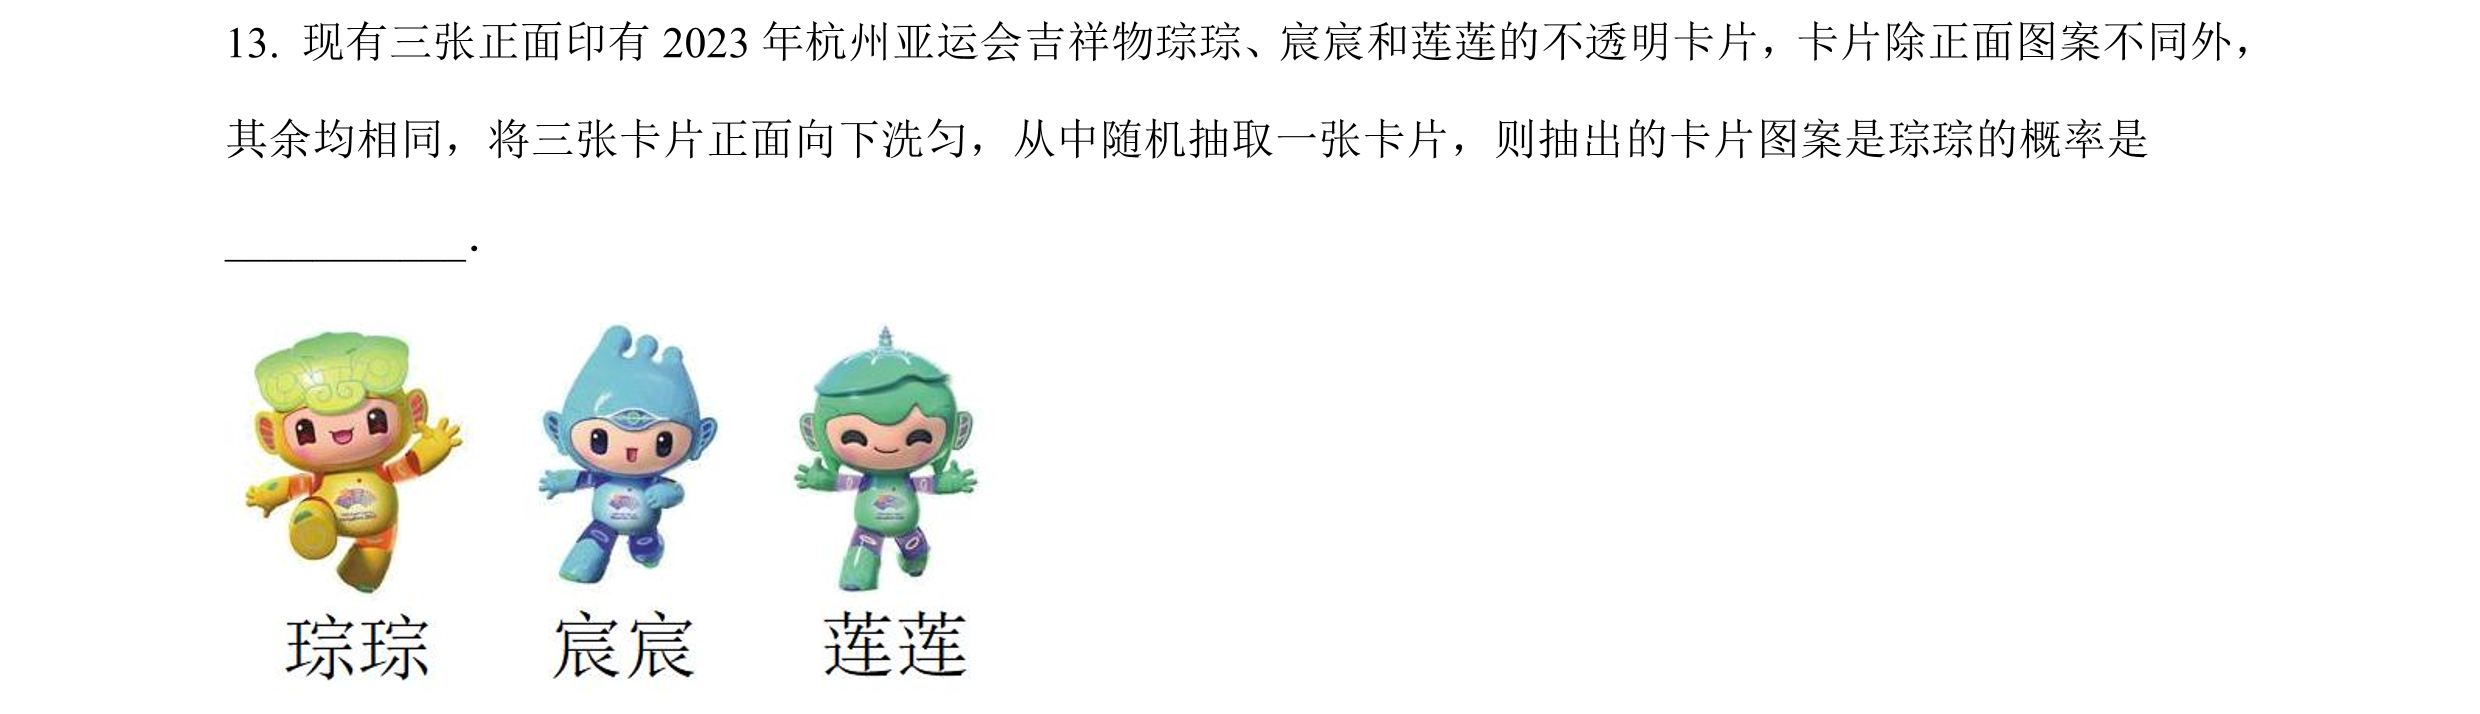 13. 现有三张正面印有 2023 年杭州亚运会吉祥物琮琮、宸宸和莲莲的不透明卡片，卡片除正面图案不同外，
其余均相同，将三张卡片正面向下洗匀，从中随机抽取一张卡片，则抽出的卡片图案是琮琮的概率是
___________.
琮琮 宸宸 莲莲